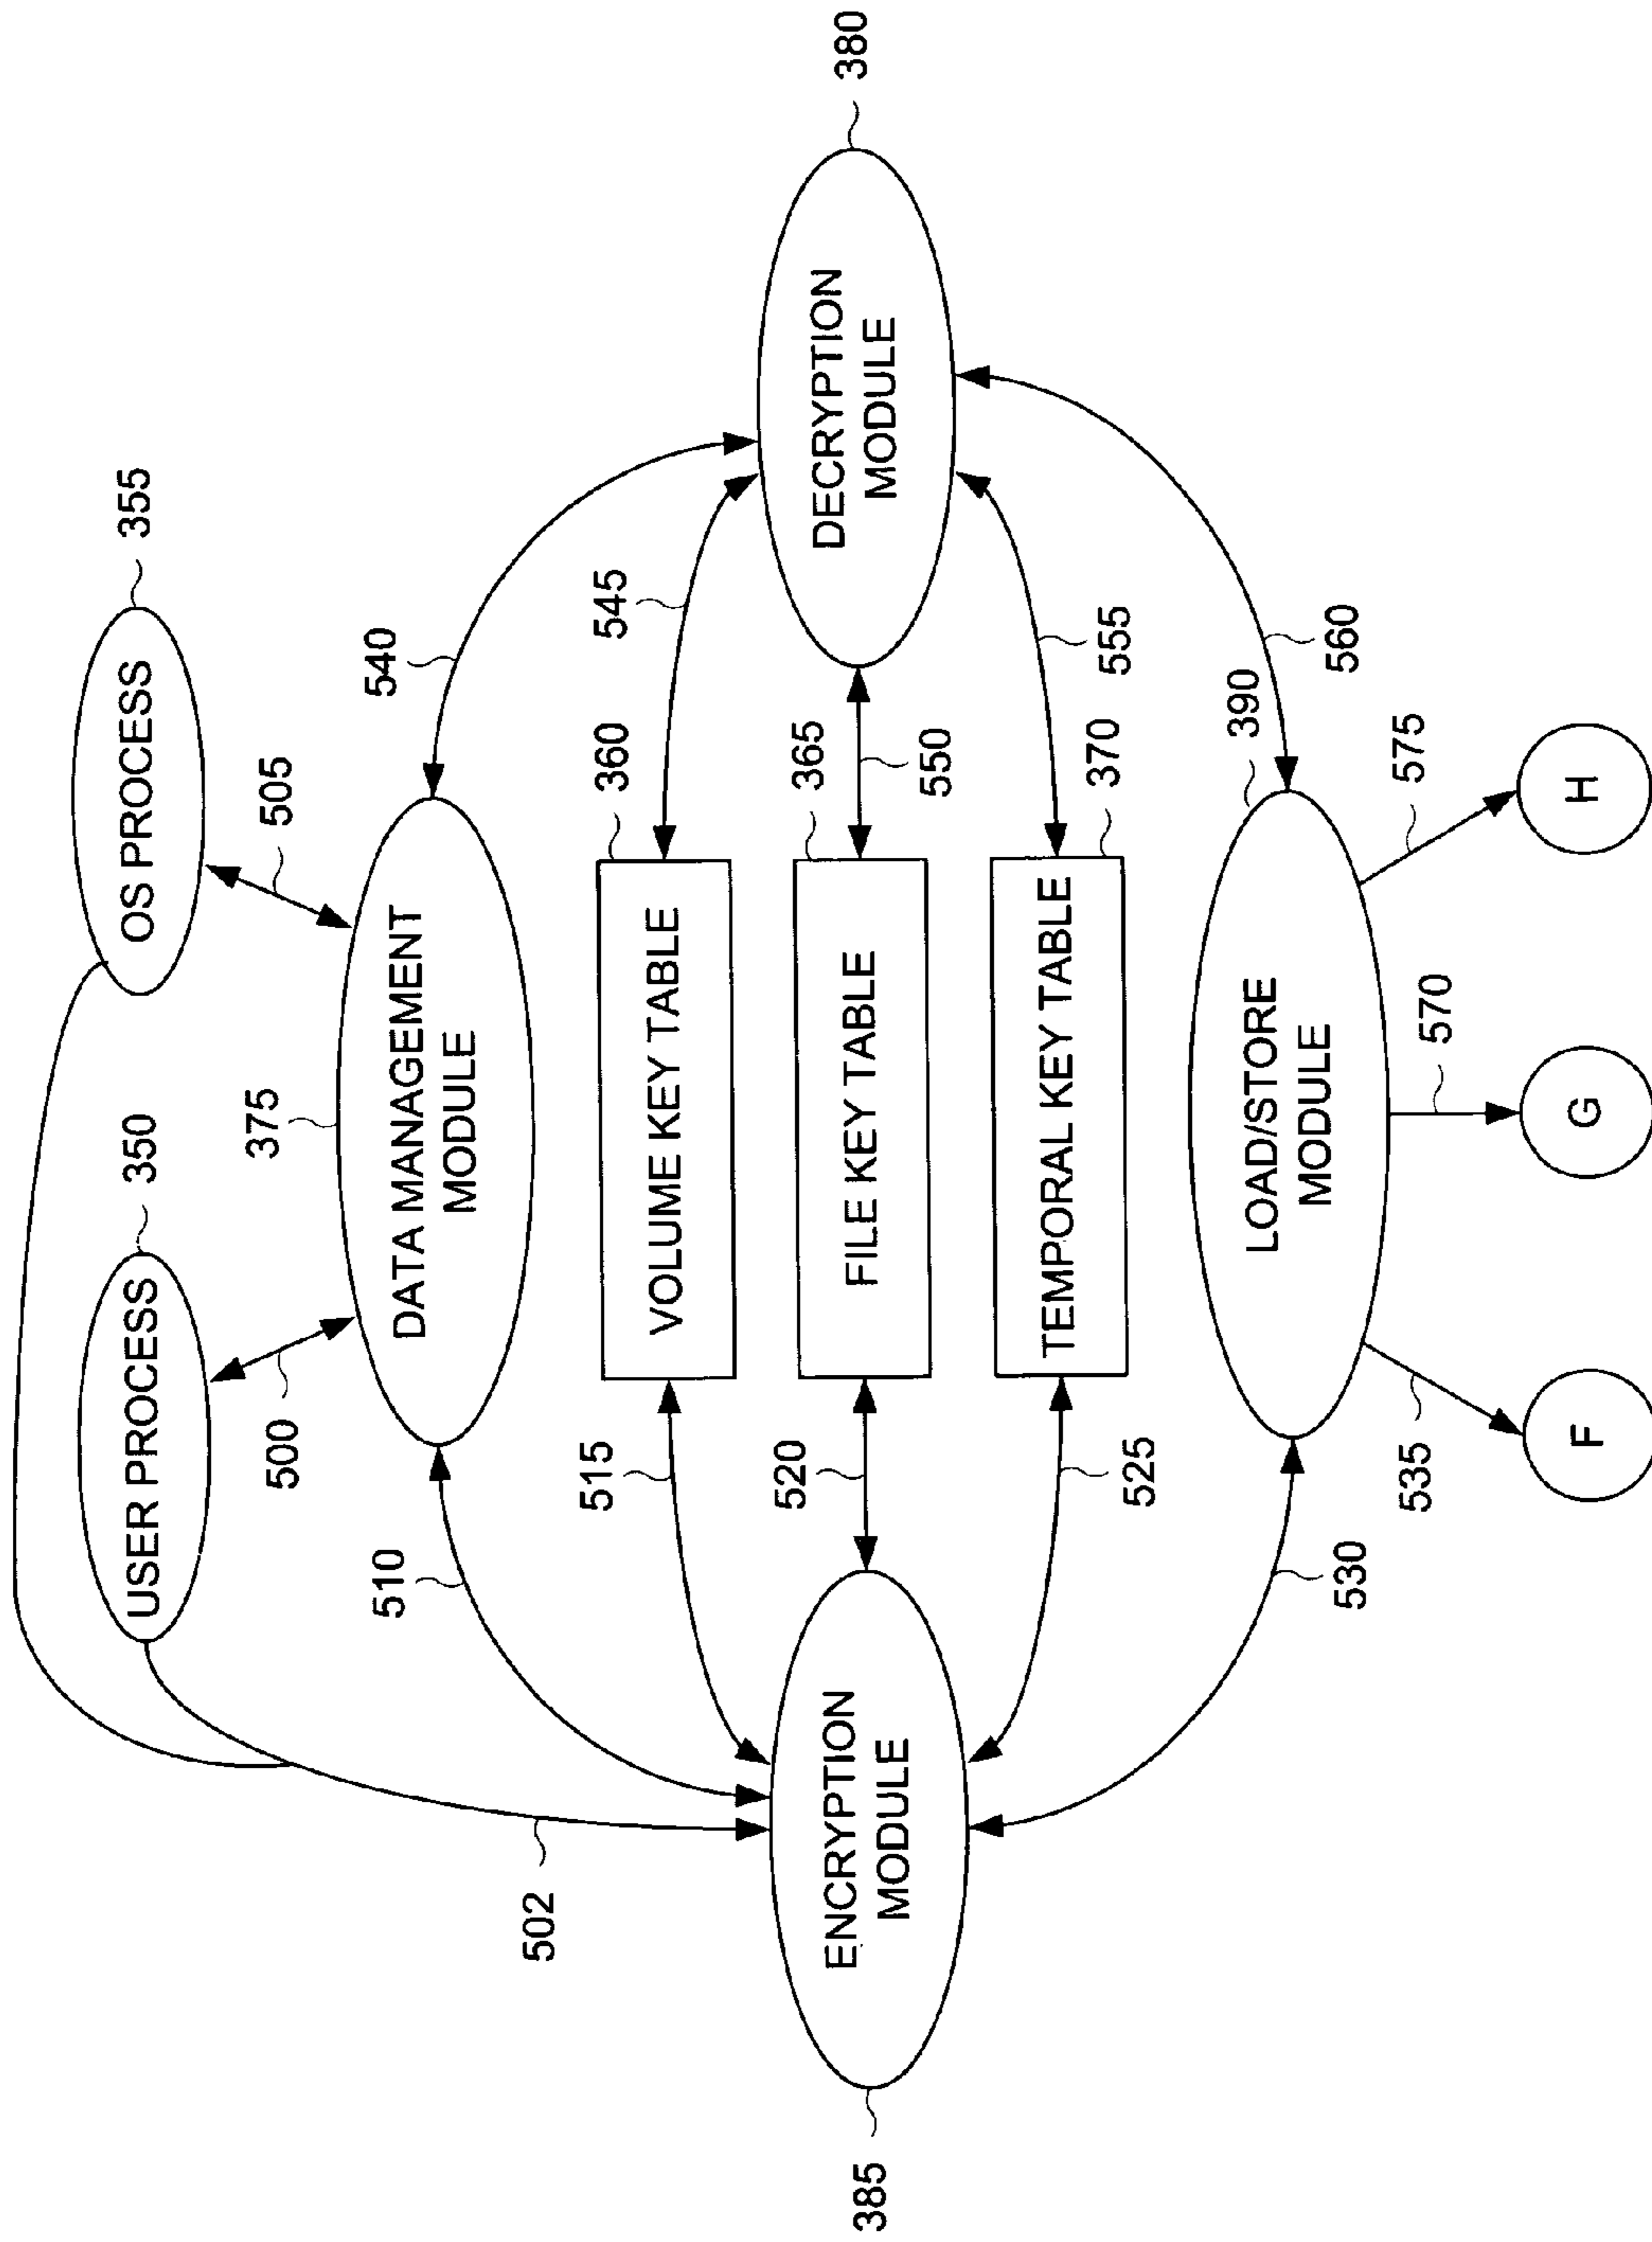 USER PROCESS
350
OS PROCESS
355
500
505
502
375
DATA MANAGEMENT
MODULE
510
540
515
VOLUME KEY TABLE
360
545
385
ENCRYPTION
MODULE
520
FILE KEY TABLE
365
550
DECRYPTION
MODULE
380
525
TEMPORAL KEY TABLE
370
555
530
LOAD/STORE
MODULE
390
560
535
570
575
F
G
H